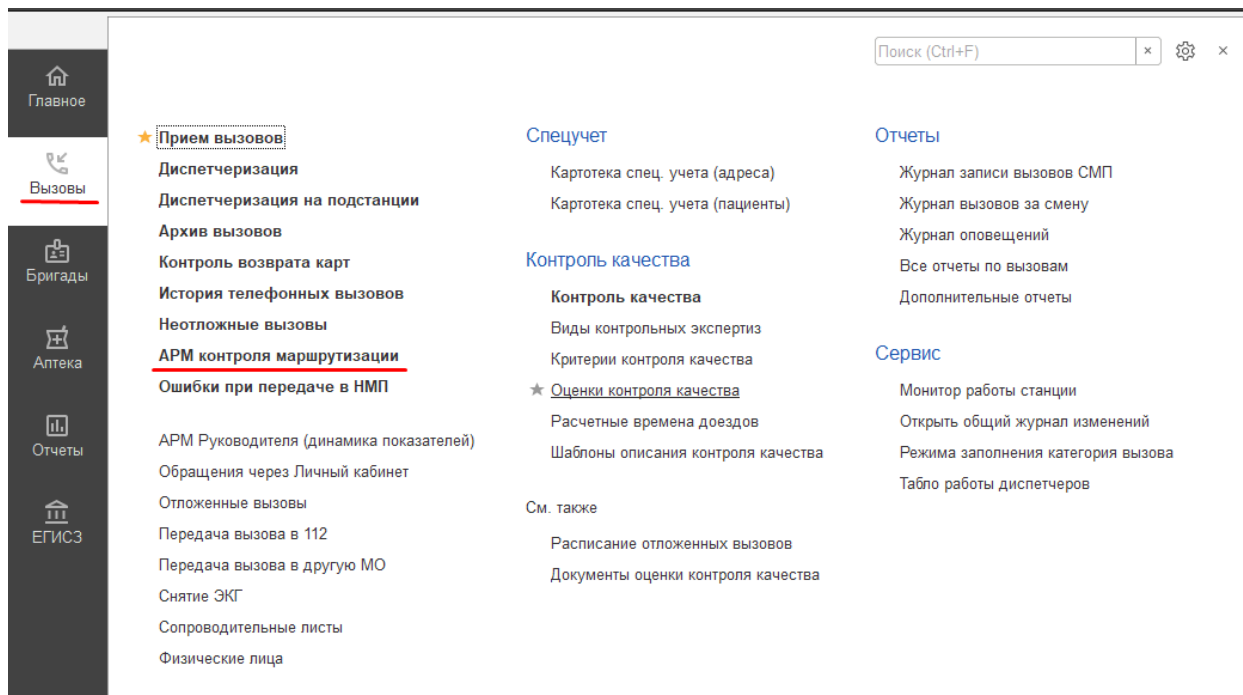 Поиск (Ctrl+F)
Главное
Вызовы
Бригады
Аптека
Отчеты
ЕГИСЗ
Прием вызовов
Диспетчеризация
Диспетчеризация на подстанции
Архив вызовов
Контроль возврата карт
История телефонных вызовов
Неотложные вызовы
АРМ контроля маршрутизации
Ошибки при передаче в НМП
АРМ Руководителя (динамика показателей)
Обращения через Личный кабинет
Отложенные вызовы
Передача вызова в 112
Передача вызова в другую МО
Снятие ЭКГ
Сопроводительные листы
Физические лица
Спецучет
Картотека спец. учета (адреса)
Картотека спец. учета (пациенты)
Контроль качества
Контроль качества
Виды контрольных экспертиз
Критерии контроля качества
Оценки контроля качества
Расчетные времена доездов
Шаблоны описания контроля качества
См. также
Расписание отложенных вызовов
Документы оценки контроля качества
Отчеты
Журнал записи вызовов СМП
Журнал вызовов за смену
Журнал оповещений
Все отчеты по вызовам
Дополнительные отчеты
Сервис
Монитор работы станции
Открыть общий журнал изменений
Режима заполнения категория вызова
Табло работы диспетчеров